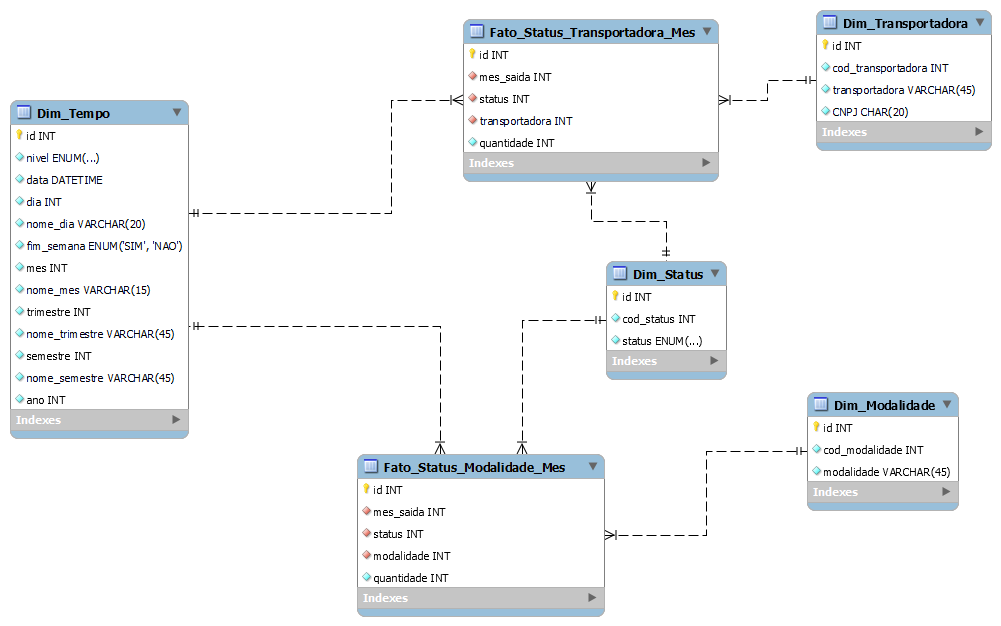 Dim_Tempo
id INT
nivel ENUM(...)
data DATETIME
dia INT
nome_dia VARCHAR(20)
fim_semana ENUM('SIM', 'NAO')
mes INT
nome_mes VARCHAR(15)
trimestre INT
nome_trimestre VARCHAR(45)
semestre INT
nome_semestre VARCHAR(45)
ano INT
Indexes
Fato_Status_Transportadora_Mes
id INT
mes_saida INT
status INT
transportadora INT
quantidade INT
Indexes
Dim_Transportadora
id INT
cod_transportadora INT
transportadora VARCHAR(45)
CNPJ CHAR(20)
Indexes
Dim_Status
id INT
cod_status INT
status ENUM(...)
Indexes
Fato_Status_Modalidade_Mes
id INT
mes_saida INT
status INT
modalidade INT
quantidade INT
Indexes
Dim_Modalidade
id INT
cod_modalidade INT
modalidade VARCHAR(45)
Indexes